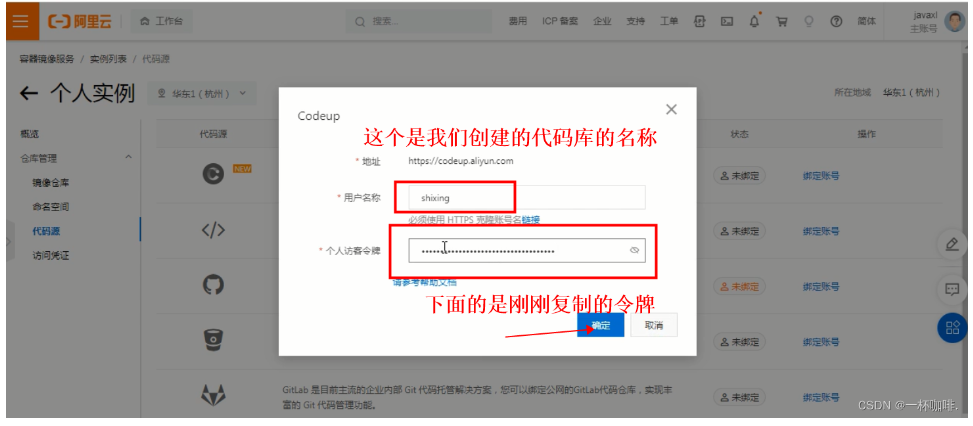 阿里云
工作台
搜索...
费用 ICP 备案 企业 支持 工单 简体
javaxl
主账号
容器镜像服务 / 实例列表 / 代码源
个人实例
华东1(杭州)
所在地域 华东1(杭州)
概览
仓库管理
镜像仓库
命名空间
代码源
访问凭证
代码源
状态
操作
NEW
未绑定 绑定账号
未绑定 绑定账号
未绑定 绑定账号
未绑定 绑定账号
Codeup
这个是我们创建的代码库的名称
* 地址 https://codeup.aliyun.com
* 用户名称 shixing
必须使用 HTTPS 克隆账号名链接
* 个人访客令牌 ································
请参考帮助文档
下面的是刚刚复制的令牌
确定 取消
GitLab 是目前主流的企业内部 Git 代码托管解决方案，您可以绑定公网的GitLab代码仓库，实现丰
富的 Git 代码管理功能。
未绑定 绑定账号
CSDN @一杯咖啡.